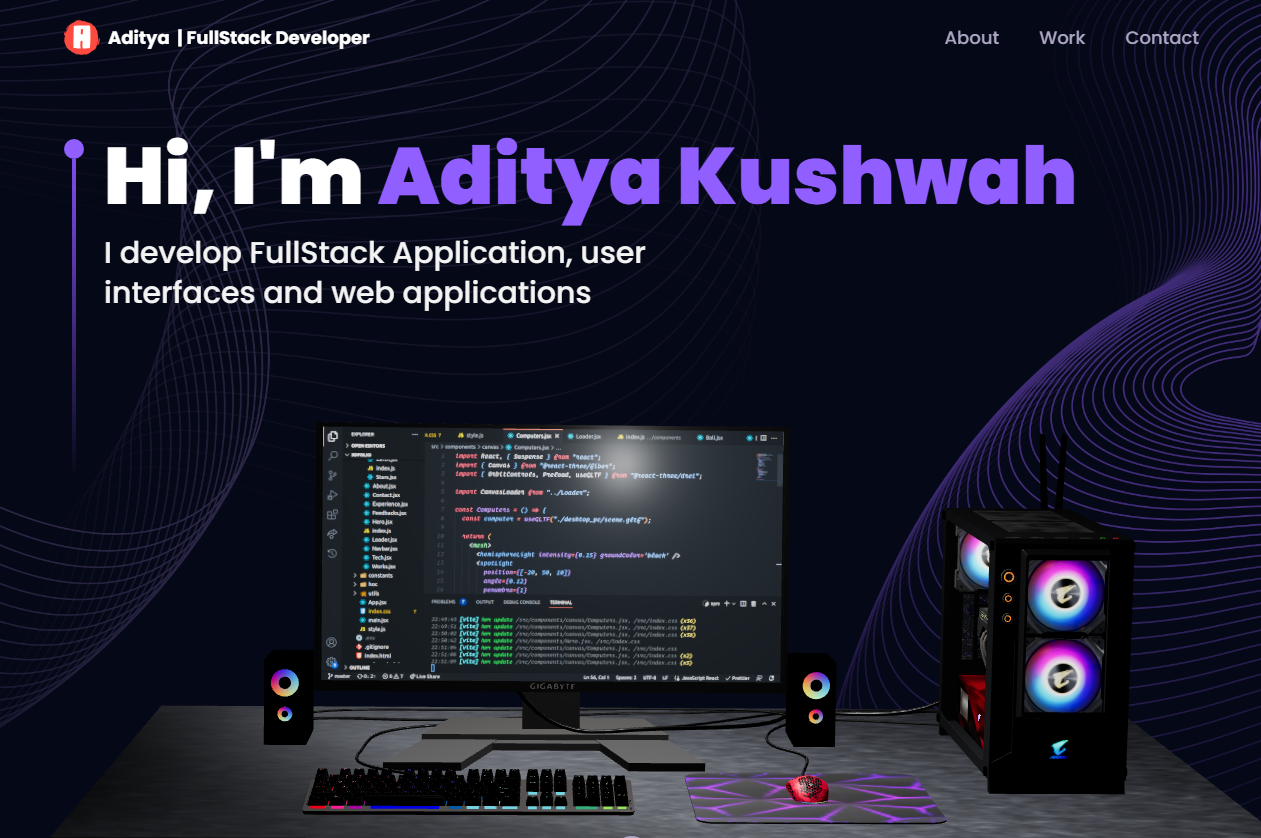 Aditya | FullStack Developer
About
Work
Contact
Hi, I'm Aditya Kushwah
I develop FullStack Application, user
interfaces and web applications
EXPLORER
OPEN EDITORS
index.js
Stars.jsx
About.jsx
Contact.jsx
Experience.jsx
Feedbacks.jsx
Hero.jsx
index.js
Loader.jsx
Navbar.jsx
Tech.jsx
Works.jsx
constants
hoc
utils
App.jsx
index.css
main.jsx
style.js
.env
.gitignore
index.html
OUTLINE
style.js
Computers.jsx
Loader.jsx
index.js .../components
Ball.jsx
src > components > canvas > Computers.jsx > ...
import React, { Suspense } from "react";
import { Canvas } from "@react-three/fiber";
import { OrbitControls, Preload, useGLTF } from "@react-three/drei";
import CanvasLoader from "../Loader";
const Computers = () => {
const computer = useGLTF("./desktop_pc/scene.gltf");
return (
<mesh>
<hemisphereLight intensity={0.15} groundColor='black' />
<spotLight
position={[-20, 50, 10]}
angle={0.12}
penumbra={1}
PROBLEMS
OUTPUT
DEBUG CONSOLE
TERMINAL
[vite] hmr update /src/components/canvas/Computers.jsx, /src/index.css
[vite] hmr update /src/components/canvas/Computers.jsx, /src/index.css
[vite] hmr update /src/components/canvas/Computers.jsx, /src/index.css
[vite] hmr update /src/components/Hero.jsx, /src/index.css
[vite] hmr update /src/components/canvas/Computers.jsx, /src/index.css
[vite] hmr update /src/components/canvas/Computers.jsx, /src/index.css
[vite] hmr update /src/components/canvas/Computers.jsx, /src/index.css
master
Live Share
Ln 56, Col 1
Spaces: 2
UTF-8
LF
JavaScript React
Prettier
GIGABYTE